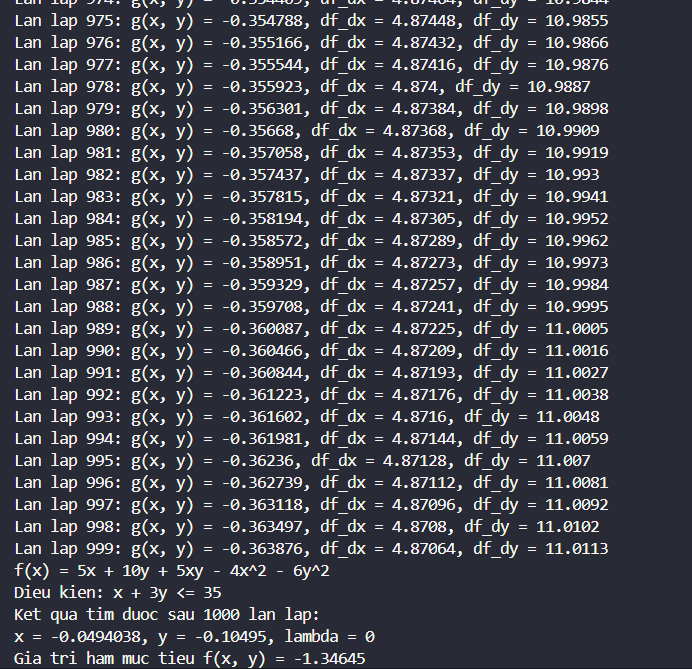 Lan lap 974: g(x, y) = -0.354409, df_dx = 4.87464, df_dy = 10.9844
Lan lap 975: g(x, y) = -0.354788, df_dx = 4.87448, df_dy = 10.9855
Lan lap 976: g(x, y) = -0.355166, df_dx = 4.87432, df_dy = 10.9866
Lan lap 977: g(x, y) = -0.355544, df_dx = 4.87416, df_dy = 10.9876
Lan lap 978: g(x, y) = -0.355923, df_dx = 4.874, df_dy = 10.9887
Lan lap 979: g(x, y) = -0.356301, df_dx = 4.87384, df_dy = 10.9898
Lan lap 980: g(x, y) = -0.35668, df_dx = 4.87368, df_dy = 10.9909
Lan lap 981: g(x, y) = -0.357058, df_dx = 4.87353, df_dy = 10.9919
Lan lap 982: g(x, y) = -0.357437, df_dx = 4.87337, df_dy = 10.993
Lan lap 983: g(x, y) = -0.357815, df_dx = 4.87321, df_dy = 10.9941
Lan lap 984: g(x, y) = -0.358194, df_dx = 4.87305, df_dy = 10.9952
Lan lap 985: g(x, y) = -0.358572, df_dx = 4.87289, df_dy = 10.9962
Lan lap 986: g(x, y) = -0.358951, df_dx = 4.87273, df_dy = 10.9973
Lan lap 987: g(x, y) = -0.359329, df_dx = 4.87257, df_dy = 10.9984
Lan lap 988: g(x, y) = -0.359708, df_dx = 4.87241, df_dy = 10.9995
Lan lap 989: g(x, y) = -0.360087, df_dx = 4.87225, df_dy = 11.0005
Lan lap 990: g(x, y) = -0.360466, df_dx = 4.87209, df_dy = 11.0016
Lan lap 991: g(x, y) = -0.360844, df_dx = 4.87193, df_dy = 11.0027
Lan lap 992: g(x, y) = -0.361223, df_dx = 4.87176, df_dy = 11.0038
Lan lap 993: g(x, y) = -0.361602, df_dx = 4.8716, df_dy = 11.0048
Lan lap 994: g(x, y) = -0.361981, df_dx = 4.87144, df_dy = 11.0059
Lan lap 995: g(x, y) = -0.36236, df_dx = 4.87128, df_dy = 11.007
Lan lap 996: g(x, y) = -0.362739, df_dx = 4.87112, df_dy = 11.0081
Lan lap 997: g(x, y) = -0.363118, df_dx = 4.87096, df_dy = 11.0092
Lan lap 998: g(x, y) = -0.363497, df_dx = 4.8708, df_dy = 11.0102
Lan lap 999: g(x, y) = -0.363876, df_dx = 4.87064, df_dy = 11.0113
f(x) = 5x + 10y + 5xy - 4x^2 - 6y^2
Dieu kien: x + 3y <= 35
Ket qua tim duoc sau 1000 lan lap:
x = -0.0494038, y = -0.10495, lambda = 0
Gia tri ham muc tieu f(x, y) = -1.34645